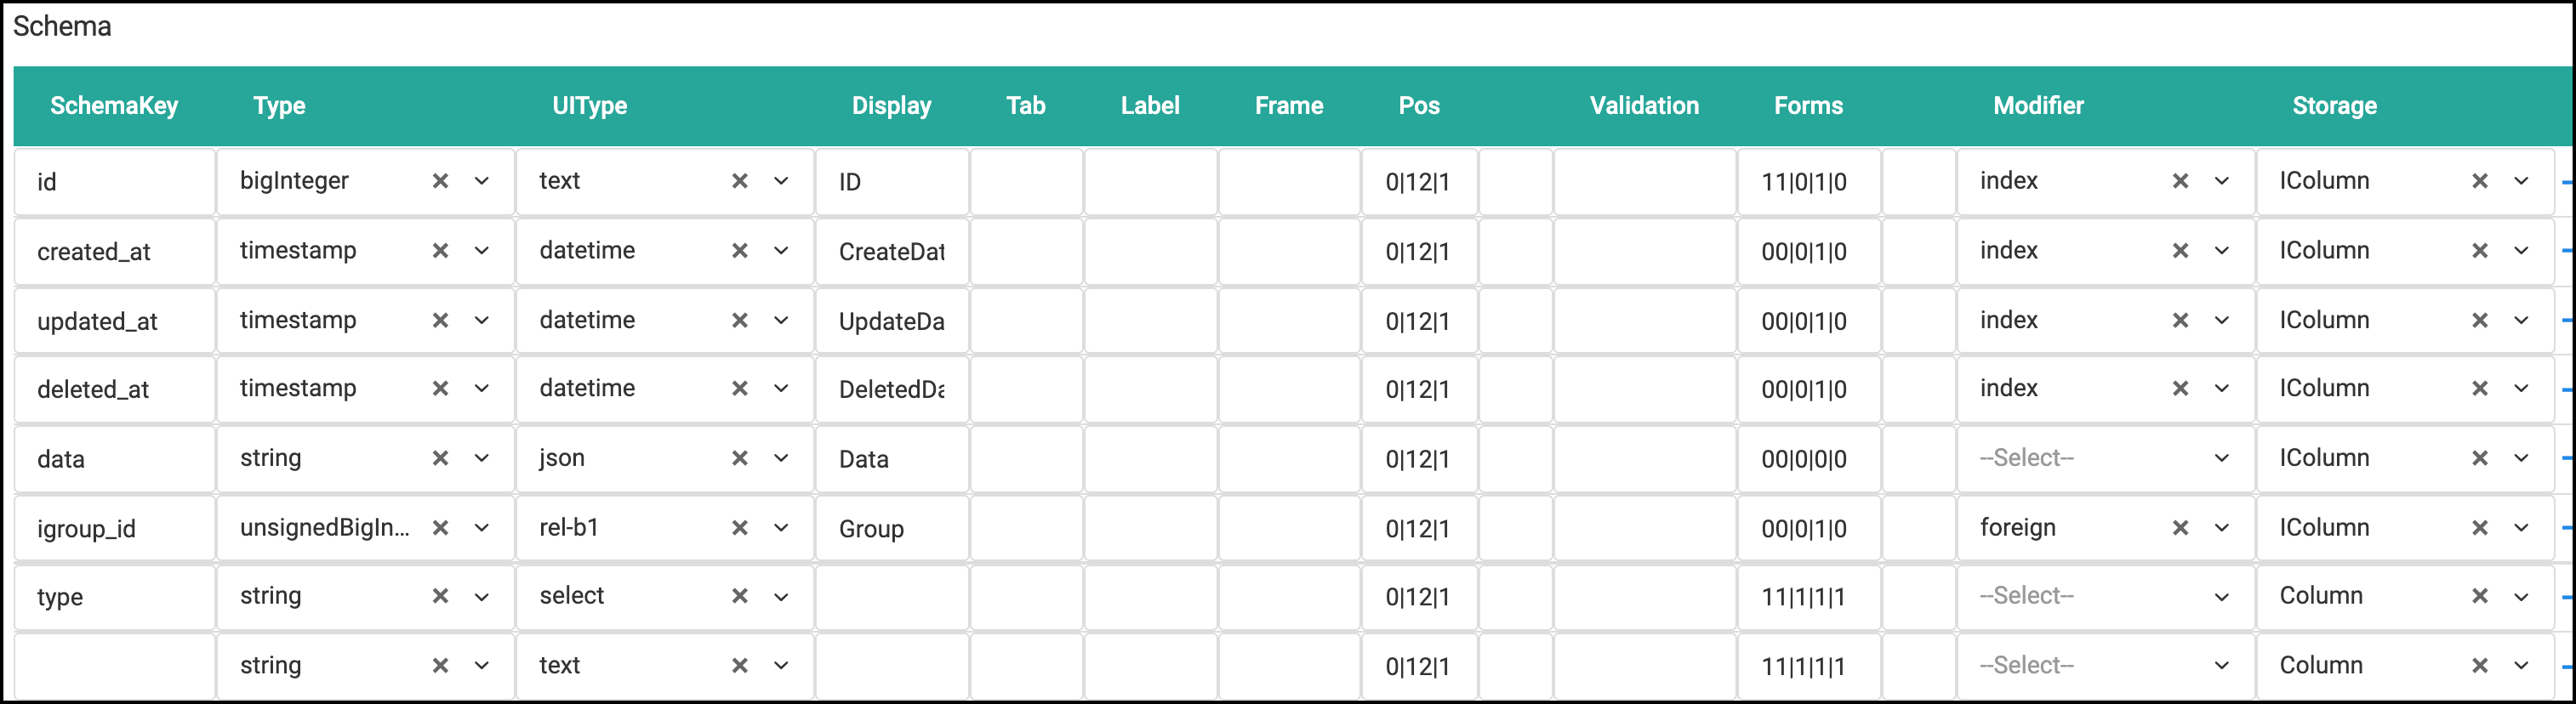 Schema
SchemaKey Type UIType Display Tab Label Frame Pos Validation Forms Modifier Storage
id bigInteger text ID 0|12|1 11|0|1|0 index IColumn
created_at timestamp datetime CreateDat 0|12|1 00|0|1|0 index IColumn
updated_at timestamp datetime UpdateDa 0|12|1 00|0|1|0 index IColumn
deleted_at timestamp datetime DeletedDa 0|12|1 00|0|1|0 index IColumn
data string json Data 0|12|1 00|0|0|0 --Select-- IColumn
igroup_id unsignedBigIn... rel-b1 Group 0|12|1 00|0|1|0 foreign IColumn
type string select 0|12|1 11|1|1|1 --Select-- Column
string text 0|12|1 11|1|1|1 --Select-- Column